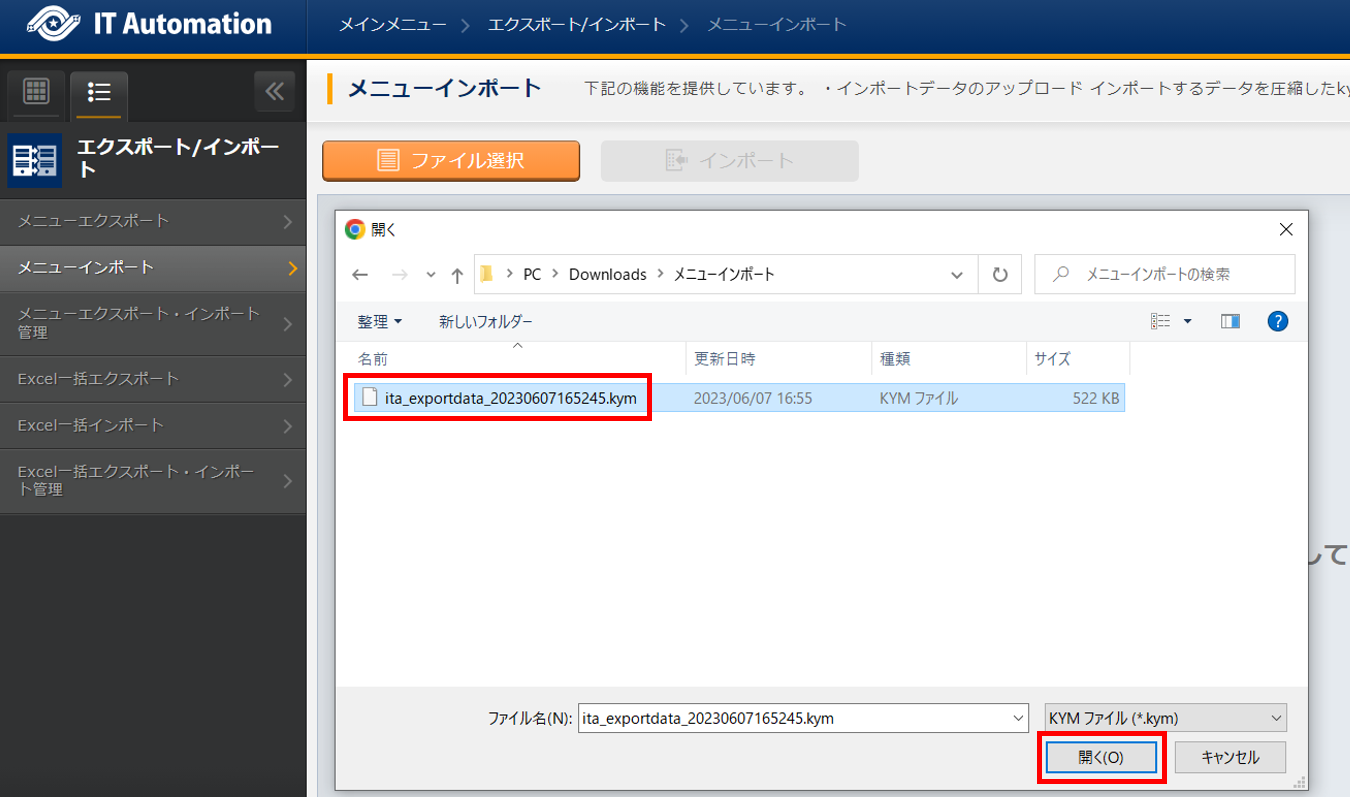 IT Automation
メインメニュー
エクスポート/インポート
メニューインポート
メニューインポート
下記の機能を提供しています。 ・インポートデータのアップロード インポートするデータを圧縮したky
エクスポート/インポー
ト
メニューエクスポート
メニューインポート
メニューエクスポート・インポート
管理
Excel一括エクスポート
Excel一括インポート
Excel一括エクスポート・インポー
ト管理
ファイル選択
インポート
開く
PC
Downloads
メニューインポート
メニューインポートの検索
整理
新しいフォルダー
?
名前
更新日時
種類
サイズ
ita_exportdata_20230607165245.kym
2023/06/07 16:55
KYM ファイル
522 KB
して
ファイル名(N):
ita_exportdata_20230607165245.kym
KYM ファイル (*.kym)
開く(O)
キャンセル